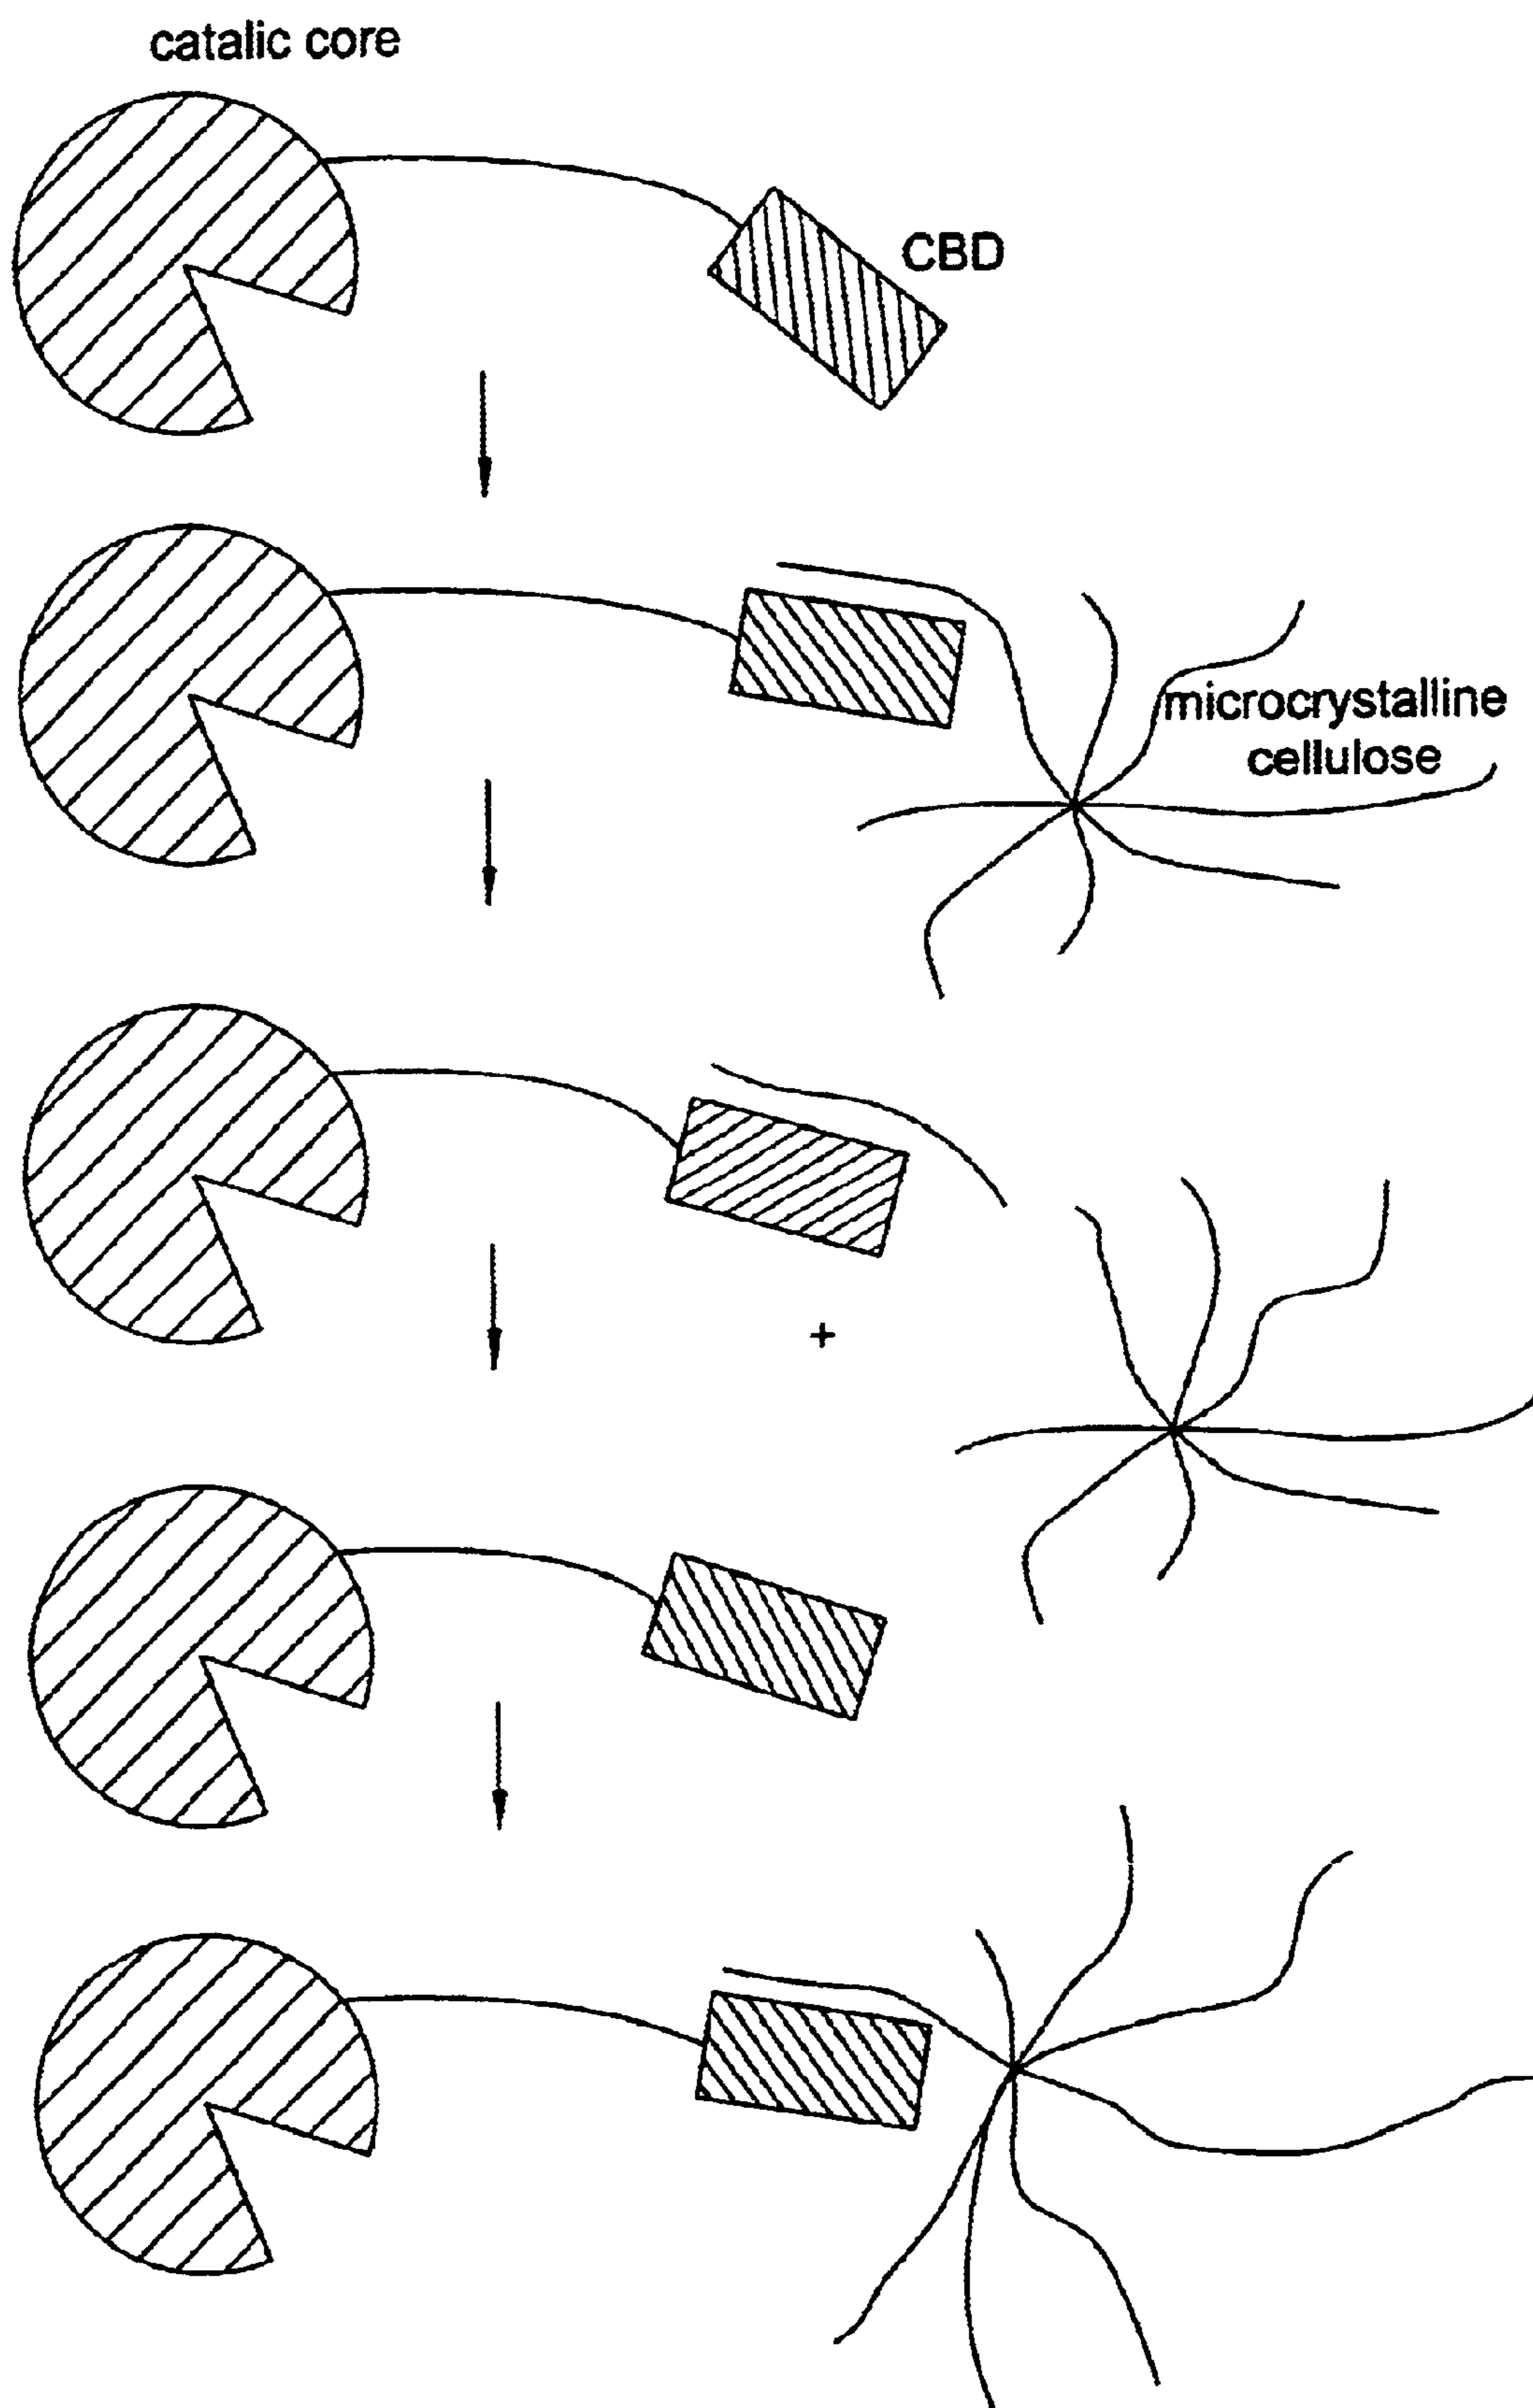 catalic core
CBD
microcrystalline
cellulose
+